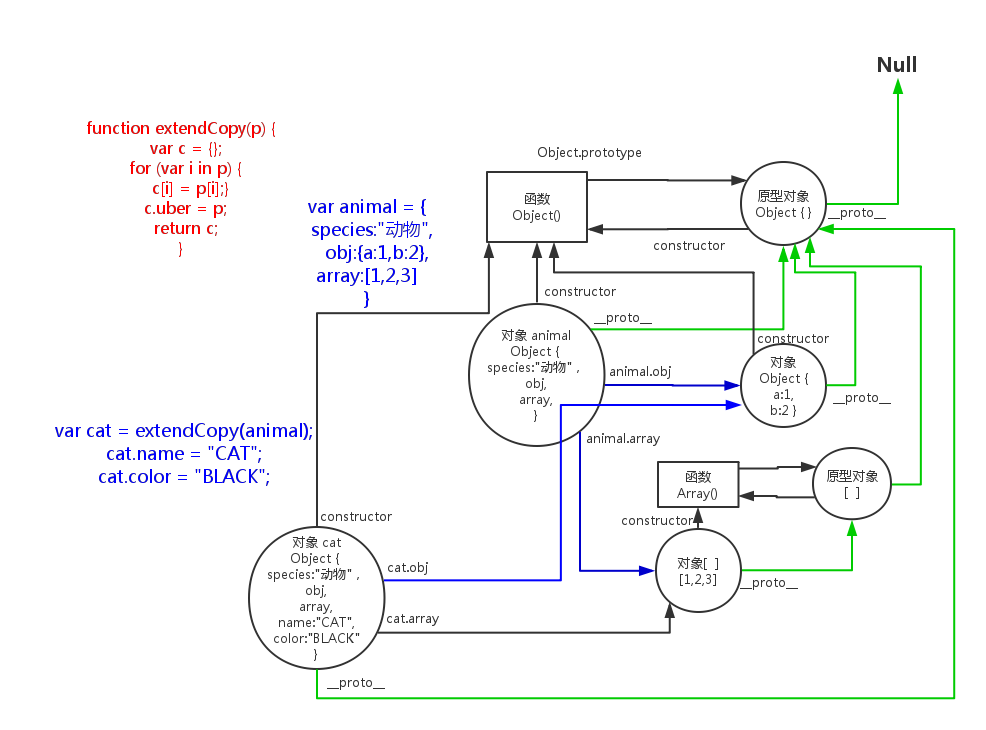 Null
function extendCopy(p) {
var c = {};
for (var i in p) {
c[i] = p[i];}
c.uber = p;
return c;
}
var animal = {
species:"动物",
obj:{a:1,b:2},
array:[1,2,3]
}
Object.prototype
函数
Object()
原型对象
Object { }
__proto__
constructor
constructor
__proto__
对象 animal
Object {
species:"动物" ,
obj,
array,
}
constructor
对象
Object {
a:1,
b:2 }
animal.obj
__proto__
var cat = extendCopy(animal);
cat.name = "CAT";
cat.color = "BLACK";
animal.array
函数
Array()
原型对象
[ ]
constructor
constructor
对象[ ]
[1,2,3]
__proto__
对象 cat
Object {
species:"动物" ,
obj,
array,
name:"CAT",
color:"BLACK"
}
cat.obj
cat.array
__proto__